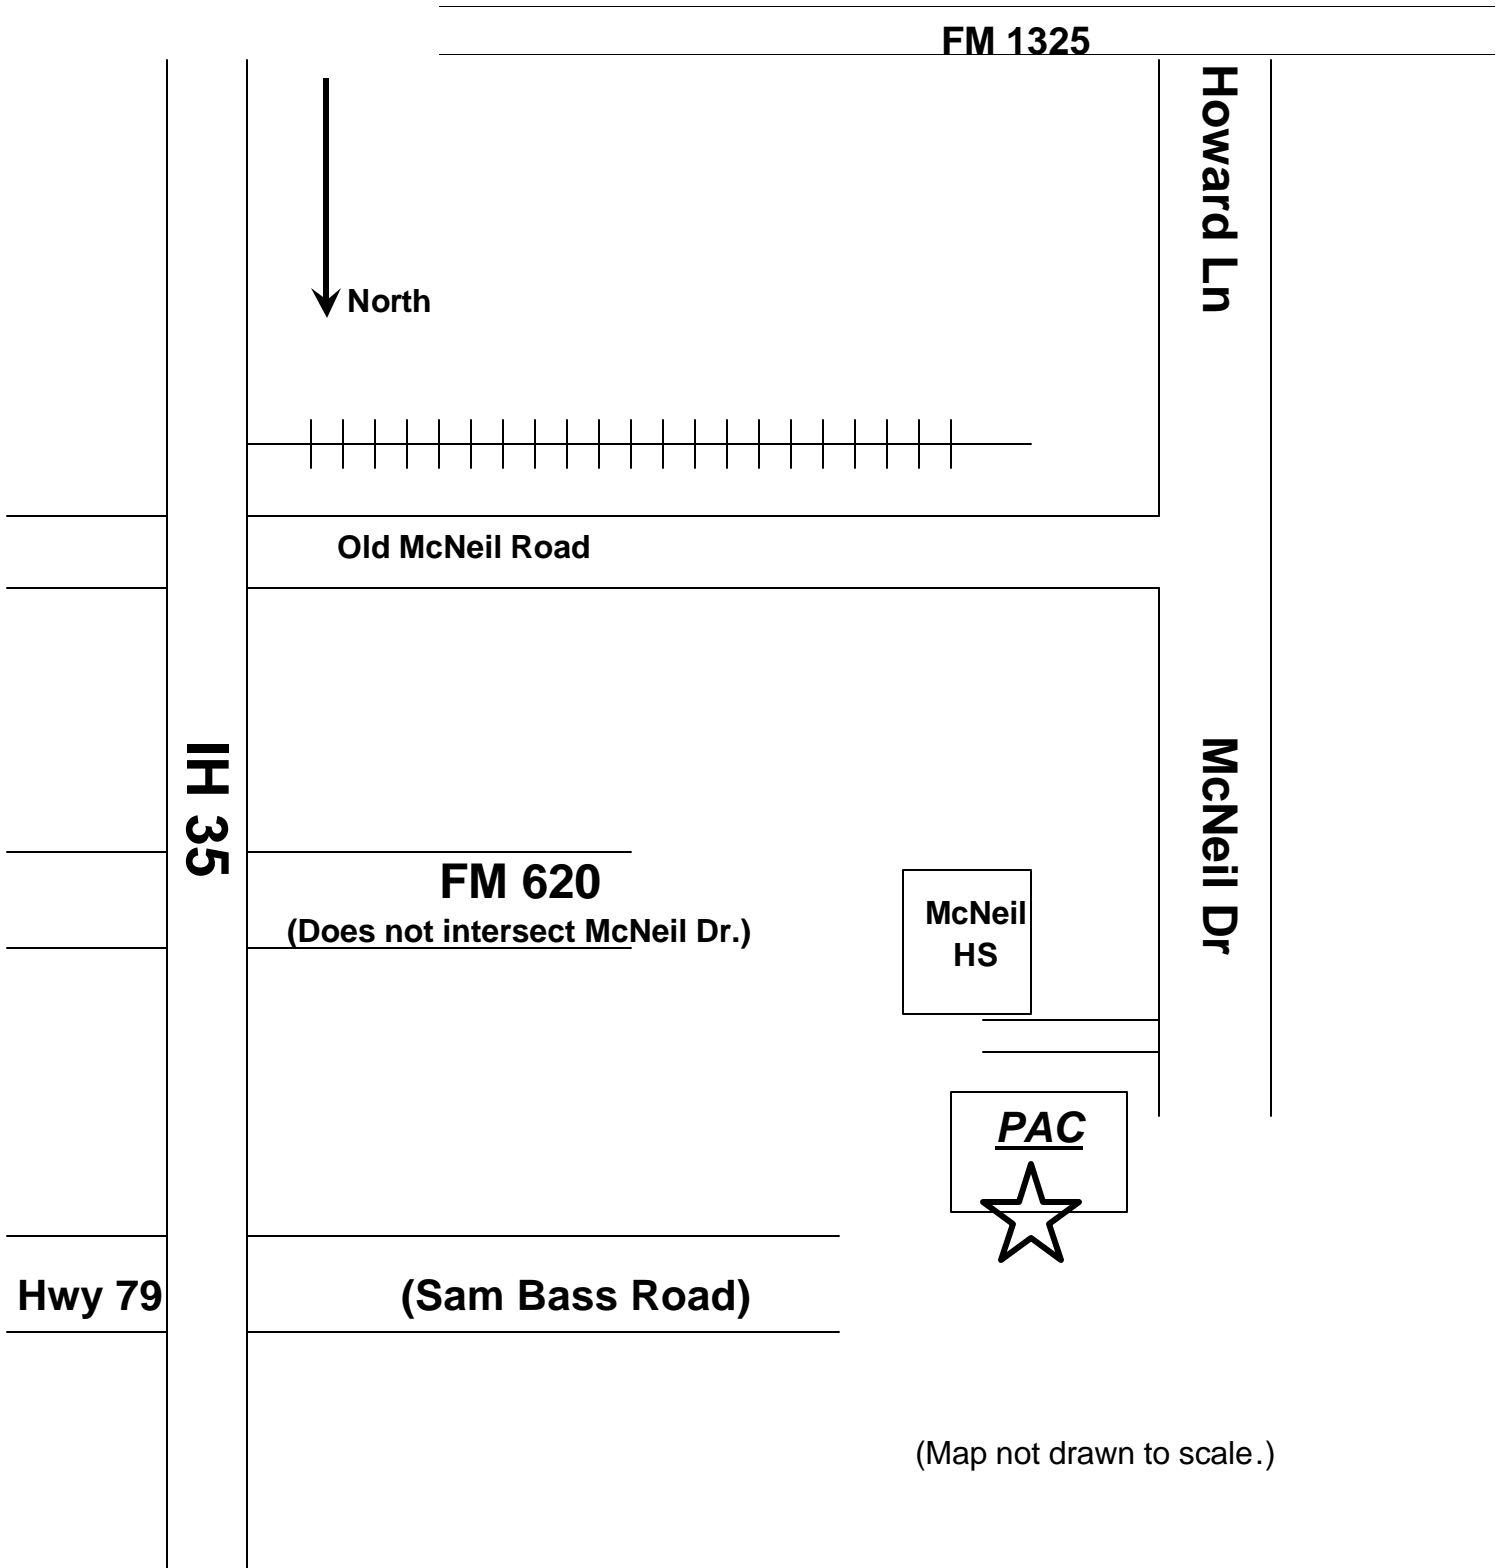 FM 1325
Howard Ln
North
Old McNeil Road
IH 35
McNeil Dr
FM 620
(Does not intersect McNeil Dr.)
McNeil
HS
PAC
Hwy 79
(Sam Bass Road)
(Map not drawn to scale.)